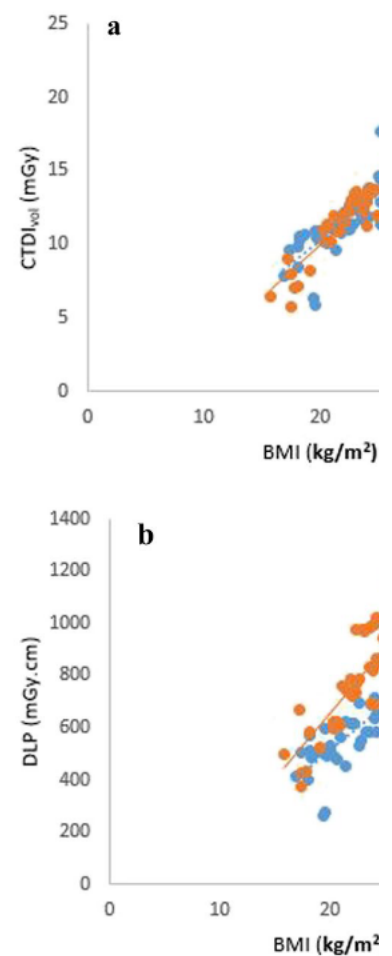 a
25
20
15
10
5
0
CTDIvol (mGy)
0 10 20
BMI (kg/m²)
b
1400
1200
1000
800
600
400
200
0
DLP (mGy.cm)
0 10 20
BMI (kg/m²